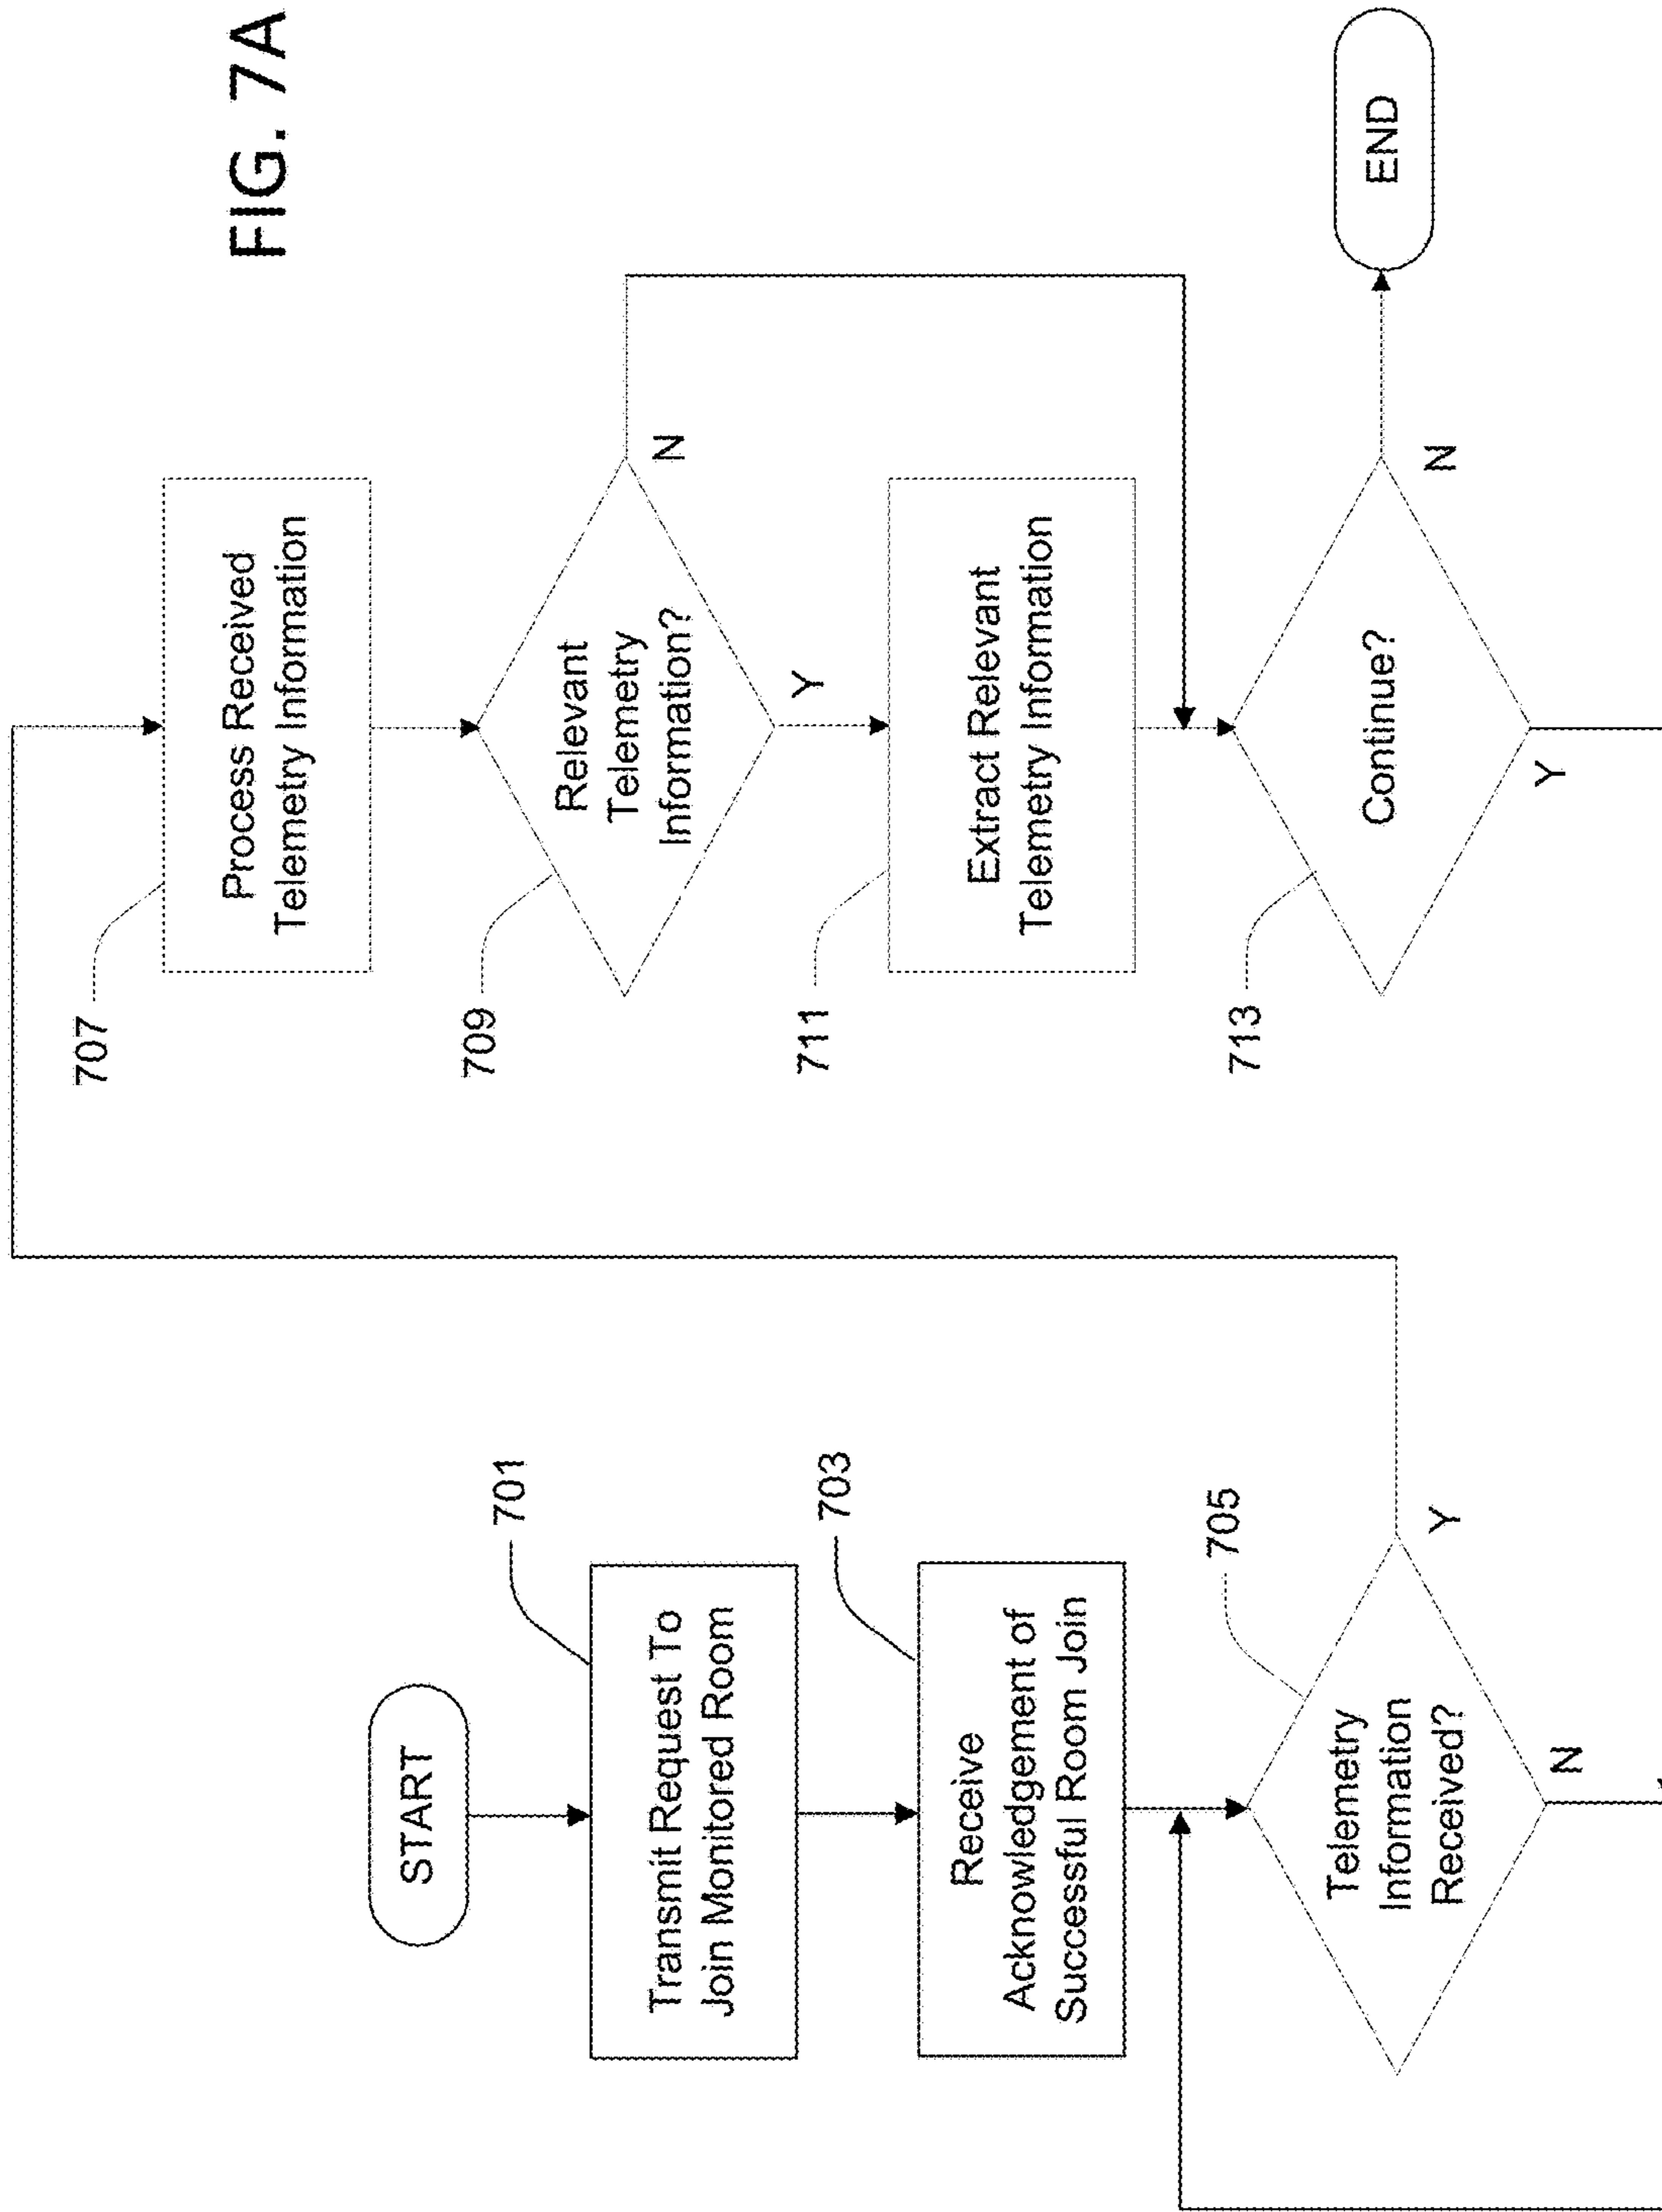 FIG. 7A
START
701
Transmit Request To
Join Monitored Room
703
Receive
Acknowledgement of
Successful Room Join
705
Telemetry
Information
Received?
Y
N
707
Process Received
Telemetry Information
709
Relevant
Telemetry
Information?
N
Y
711
Extract Relevant
Telemetry Information
713
Continue?
N
Y
END